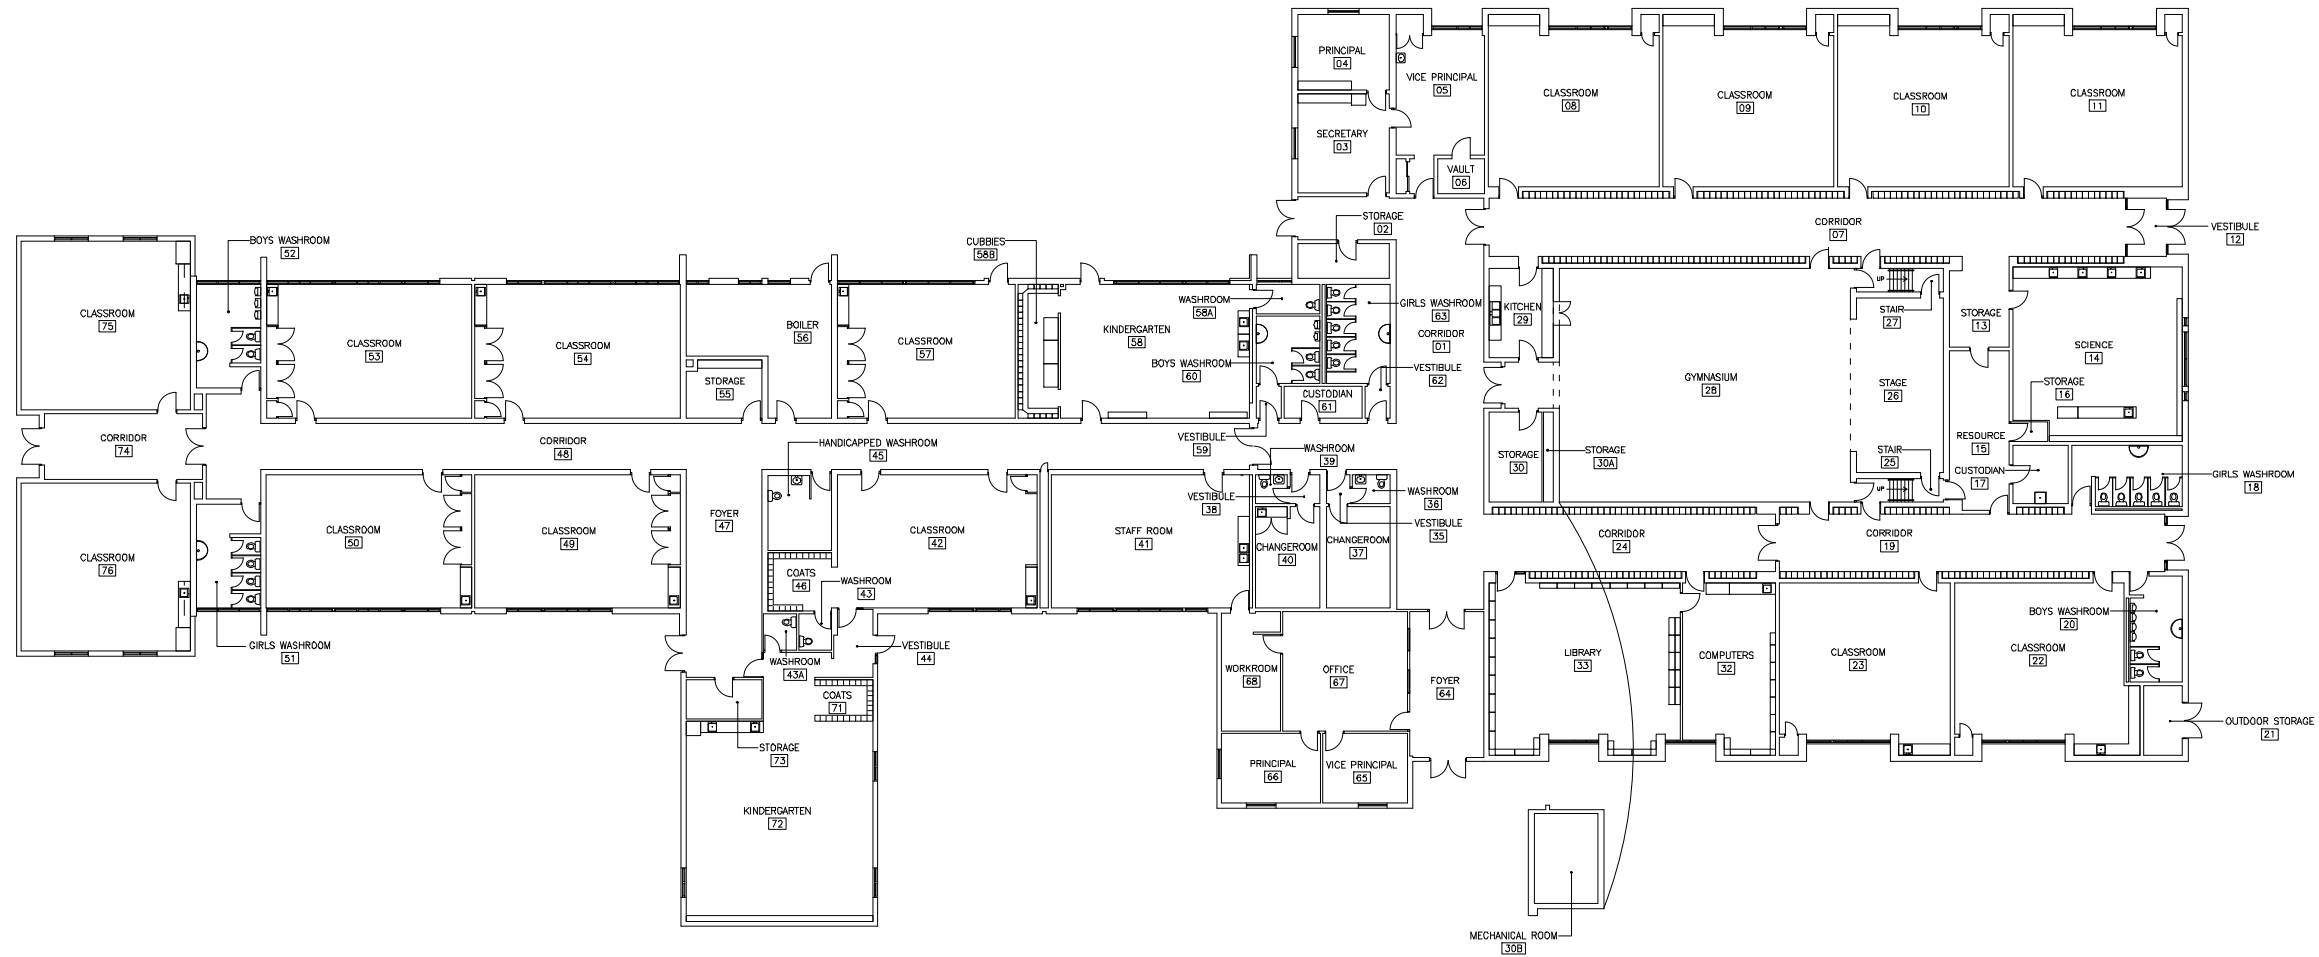 PRINCIPAL
04
VICE PRINCIPAL
05
SECRETARY
03
VAULT
06
CLASSROOM
08
CLASSROOM
09
CLASSROOM
10
CLASSROOM
11
STORAGE
02
CORRIDOR
07
VESTIBULE
12
BOYS WASHROOM
52
CUBBIES
58B
CLASSROOM
75
CLASSROOM
53
CLASSROOM
54
BOILER
56
STORAGE
55
CLASSROOM
57
KINDERGARTEN
58
WASHROOM
58A
BOYS WASHROOM
60
GIRLS WASHROOM
63
CORRIDOR
01
VESTIBULE
62
CUSTODIAN
61
KITCHEN
29
GYMNASIUM
28
UP
STAIR
27
STAGE
26
STORAGE
13
SCIENCE
14
STORAGE
16
RESOURCE
15
STAIR
25
UP
CUSTODIAN
17
GIRLS WASHROOM
18
STORAGE
30
STORAGE
30A
CORRIDOR
74
CORRIDOR
48
HANDICAPPED WASHROOM
45
VESTIBULE
59
WASHROOM
39
VESTIBULE
38
WASHROOM
36
VESTIBULE
35
CLASSROOM
76
CLASSROOM
50
CLASSROOM
49
FOYER
47
CLASSROOM
42
STAFF ROOM
41
CHANGEROOM
40
CHANGEROOM
37
CORRIDOR
24
CORRIDOR
19
COATS
46
WASHROOM
43
GIRLS WASHROOM
51
WASHROOM
43A
VESTIBULE
44
WORKROOM
68
OFFICE
67
FOYER
64
LIBRARY
33
COMPUTERS
32
CLASSROOM
23
CLASSROOM
22
BOYS WASHROOM
20
OUTDOOR STORAGE
21
COATS
71
STORAGE
73
PRINCIPAL
66
VICE PRINCIPAL
65
KINDERGARTEN
72
MECHANICAL ROOM
30B